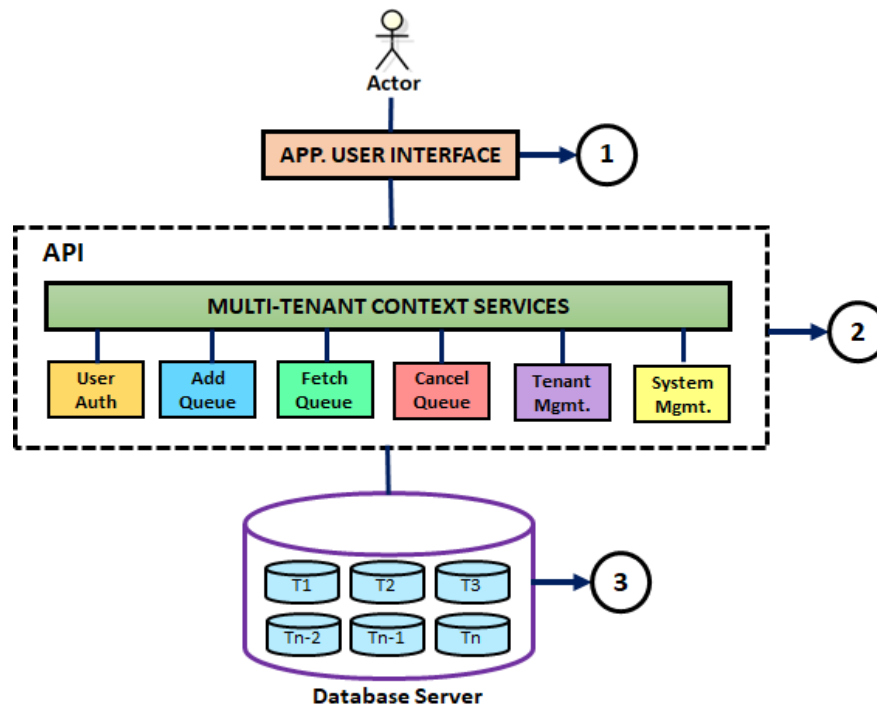 Actor
APP. USER INTERFACE
1
API
MULTI-TENANT CONTEXT SERVICES
2
User
Auth
Add
Queue
Fetch
Queue
Cancel
Queue
Tenant
Mgmt.
System
Mgmt.
T1
T2
T3
3
Tn-2
Tn-1
Tn
Database Server